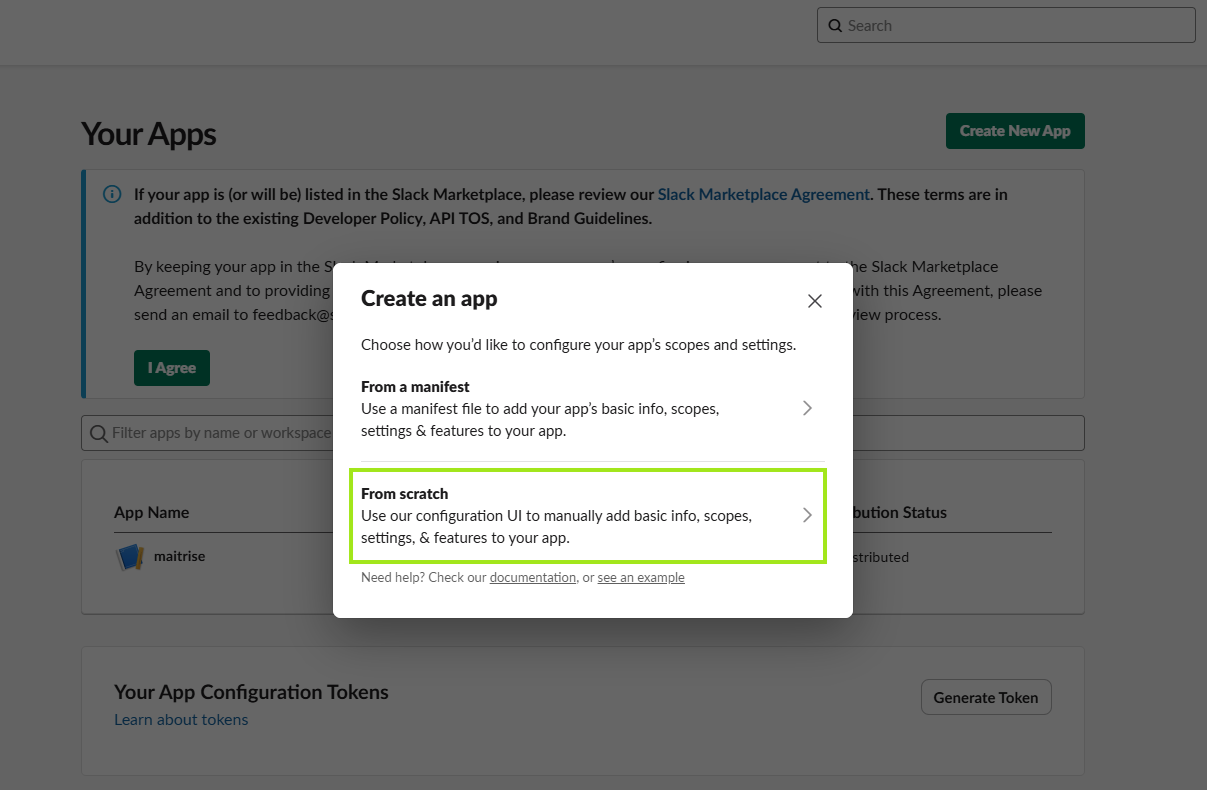 Search
Your Apps
Create New App
If your app is (or will be) listed in the Slack Marketplace, please review our Slack Marketplace Agreement. These terms are in
addition to the existing Developer Policy, API TOS, and Brand Guidelines.
By keeping your app in the
the Slack Marketplace
Agreement and to providing
with this Agreement, please
send an email to feedback@s
view process.
I Agree
Filter apps by name or workspace
App Name
bution Status
maitrise
stributed
Create an app
Choose how you’d like to configure your app’s scopes and settings.
From a manifest
Use a manifest file to add your app’s basic info, scopes,
settings & features to your app.
From scratch
Use our configuration UI to manually add basic info, scopes,
settings, & features to your app.
Need help? Check our documentation, or see an example
Your App Configuration Tokens
Learn about tokens
Generate Token